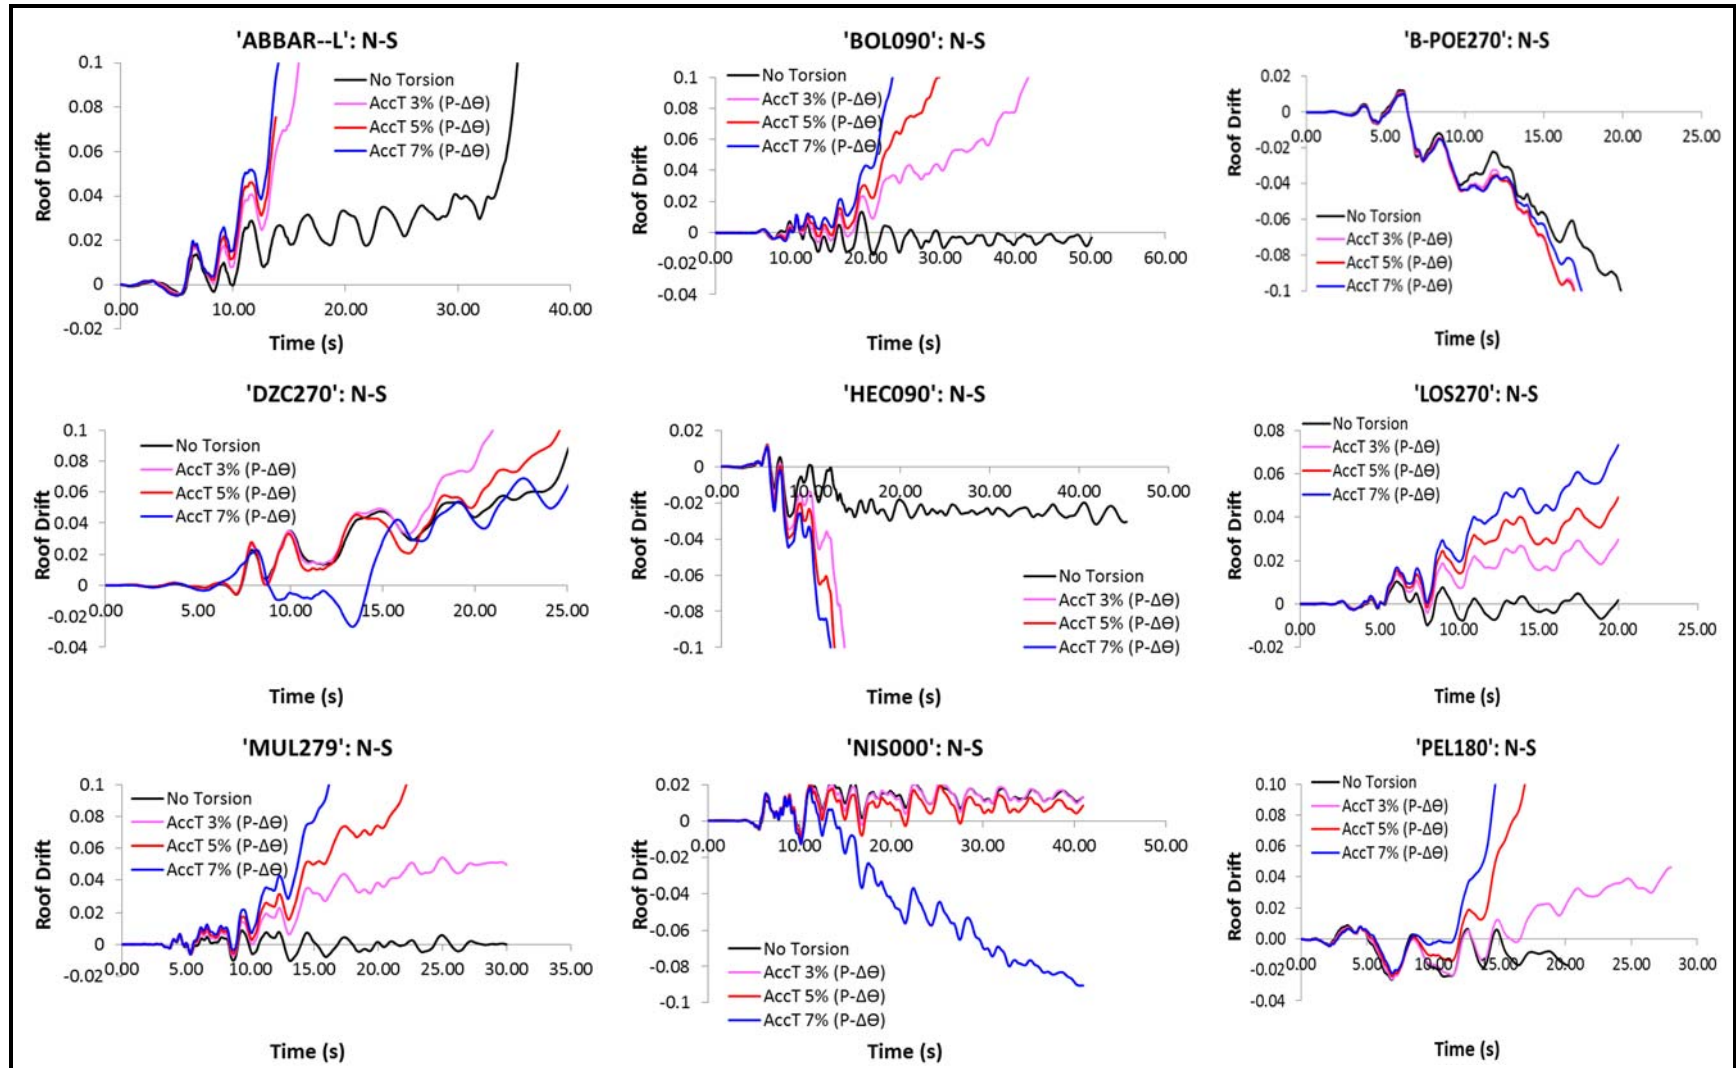 'ABBAR--L': N-S
0.1
0.08
0.06
0.04
0.02
0
-0.02
Roof Drift
No Torsion
AccT 3% (P-ΔΘ)
AccT 5% (P-ΔΘ)
AccT 7% (P-ΔΘ)
0.00 10.00 20.00 30.00 40.00
Time (s)
'BOL090': N-S
0.1
0.08
0.06
0.04
0.02
0
-0.02
-0.04
Roof Drift
No Torsion
AccT 3% (P-ΔΘ)
AccT 5% (P-ΔΘ)
AccT 7% (P-ΔΘ)
0.00 10.00 20.00 30.00 40.00 50.00 60.00
Time (s)
'B-POE270': N-S
0.02
0
-0.02
-0.04
-0.06
-0.08
-0.1
Roof Drift
0.00 5.00 10.00 15.00 20.00 25.00
No Torsion
AccT 3% (P-ΔΘ)
AccT 5% (P-ΔΘ)
AccT 7% (P-ΔΘ)
Time (s)
'DZC270': N-S
0.1
0.08
0.06
0.04
0.02
0
-0.02
-0.04
Roof Drift
No Torsion
AccT 3% (P-ΔΘ)
AccT 5% (P-ΔΘ)
AccT 7% (P-ΔΘ)
0.00 5.00 10.00 15.00 20.00 25.00
Time (s)
'HEC090': N-S
0.02
0
-0.02
-0.04
-0.06
-0.08
-0.1
Roof Drift
0.00 10.00 20.00 30.00 40.00 50.00
No Torsion
AccT 3% (P-ΔΘ)
AccT 5% (P-ΔΘ)
AccT 7% (P-ΔΘ)
Time (s)
'LOS270': N-S
0.08
0.06
0.04
0.02
0
-0.02
Roof Drift
No Torsion
AccT 3% (P-ΔΘ)
AccT 5% (P-ΔΘ)
AccT 7% (P-ΔΘ)
0.00 5.00 10.00 15.00 20.00 25.00
Time (s)
'MUL279': N-S
0.1
0.08
0.06
0.04
0.02
0
-0.02
Roof Drift
No Torsion
AccT 3% (P-ΔΘ)
AccT 5% (P-ΔΘ)
AccT 7% (P-ΔΘ)
0.00 5.00 10.00 15.00 20.00 25.00 30.00 35.00
Time (s)
'NIS000': N-S
0.02
0
-0.02
-0.04
-0.06
-0.08
-0.1
Roof Drift
0.00 10.00 20.00 30.00 40.00 50.00
No Torsion
AccT 3% (P-ΔΘ)
AccT 5% (P-ΔΘ)
AccT 7% (P-ΔΘ)
Time (s)
'PEL180': N-S
0.10
0.08
0.06
0.04
0.02
0.00
-0.02
-0.04
Roof Drift
No Torsion
AccT 3% (P-ΔΘ)
AccT 5% (P-ΔΘ)
AccT 7% (P-ΔΘ)
0.00 5.00 10.00 15.00 20.00 25.00 30.00
Time (s)